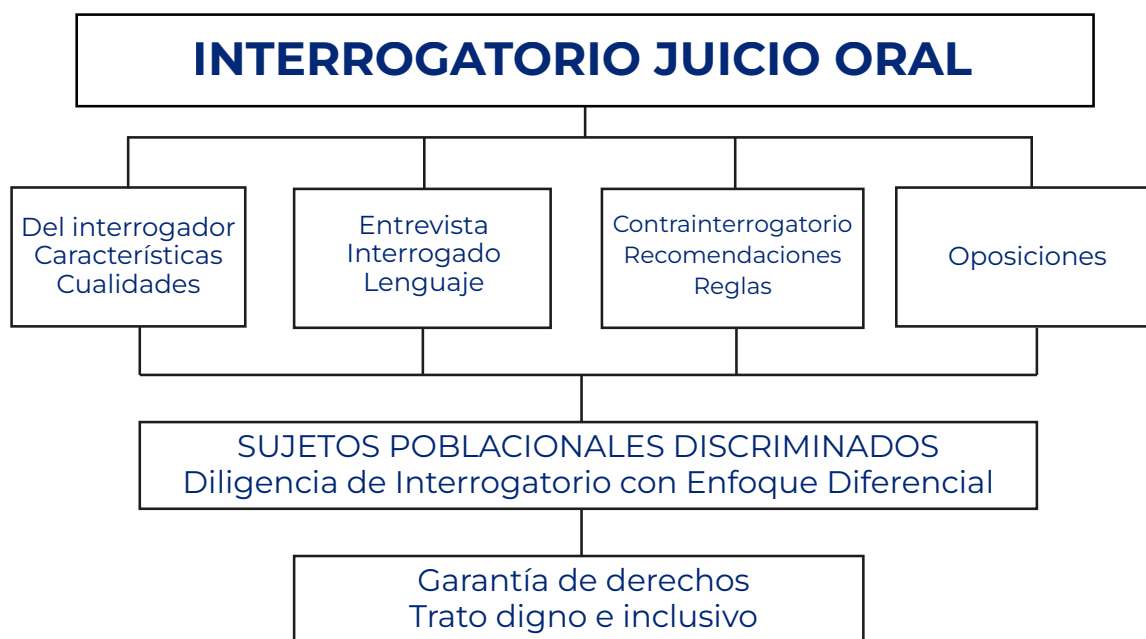 INTERROGATORIO JUICIO ORAL
Del interrogador
Características
Cualidades
Entrevista
Interrogado
Lenguaje
Contrainterrogatorio
Recomendaciones
Reglas
Oposiciones
SUJETOS POBLACIONALES DISCRIMINADOS
Diligencia de Interrogatorio con Enfoque Diferencial
Garantía de derechos
Trato digno e inclusivo